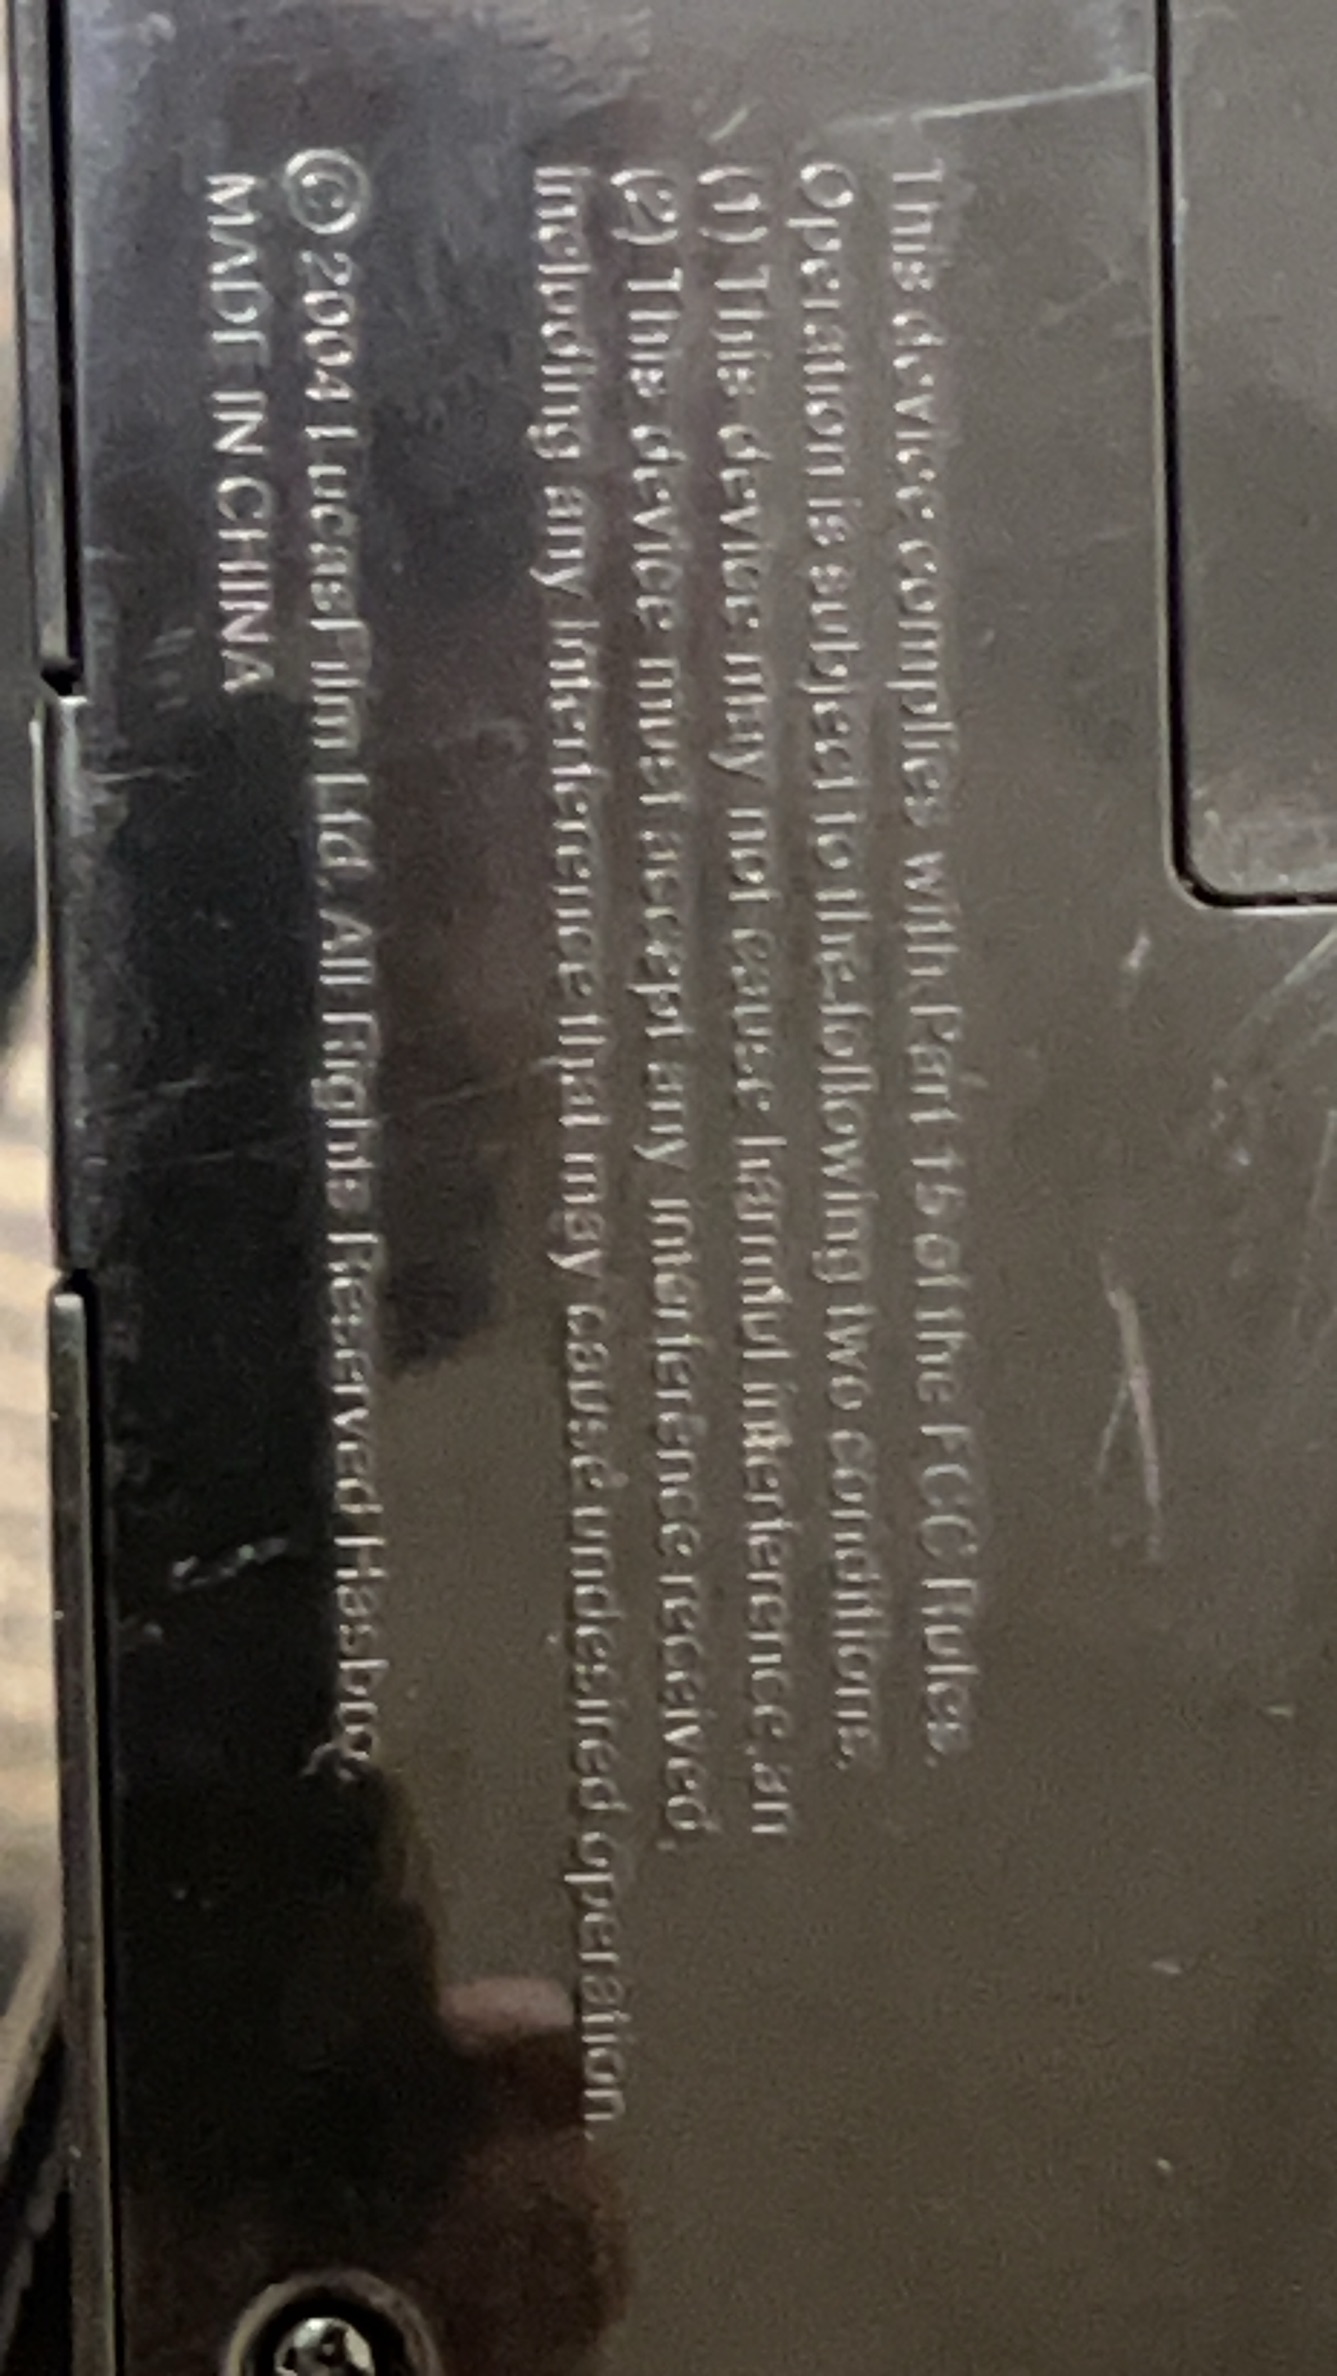 This device complies with Part 15 of the FCC Rules.
Operation is subject to the following two conditions.
(1) This device may not cause harmful interference, an
(2) This device must accept any interference received,
including any interference that may cause undesired operation.
© 2004 LucasFilm Ltd. All Rights Reserved Hasbro.
MADE IN CHINA